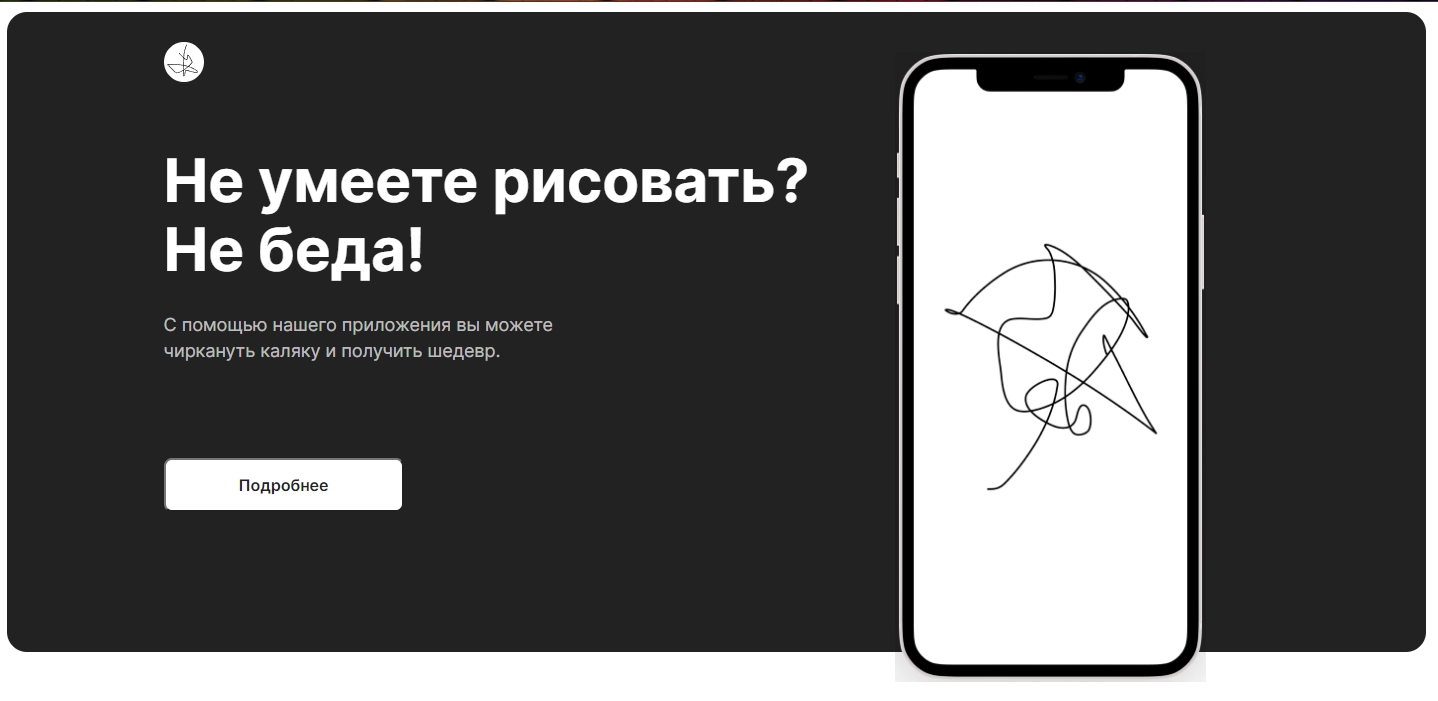 Не умеете рисовать?
Не беда!
С помощью нашего приложения вы можете
чиркануть каляку и получить шедевр.
Подробнее